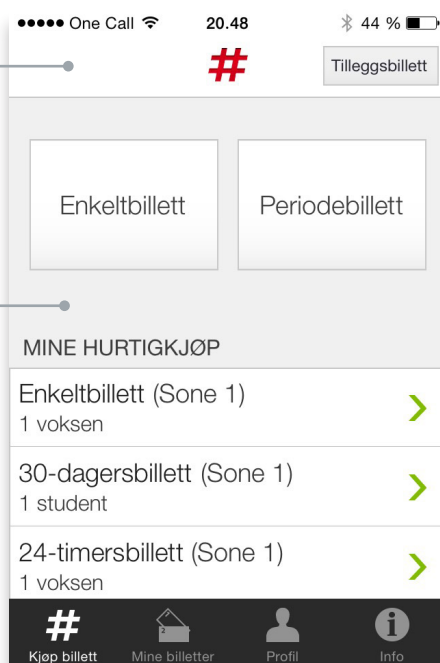 One Call 20.48 44 %
# Tilleggsbillett
Enkeltbillett Periodebillett
MINE HURTIGKJØP
Enkeltbillett (Sone 1)
1 voksen
30-dagersbillett (Sone 1)
1 student
24-timersbillett (Sone 1)
1 voksen
# 2 i
Kjøp billett Mine billetter Profil Info